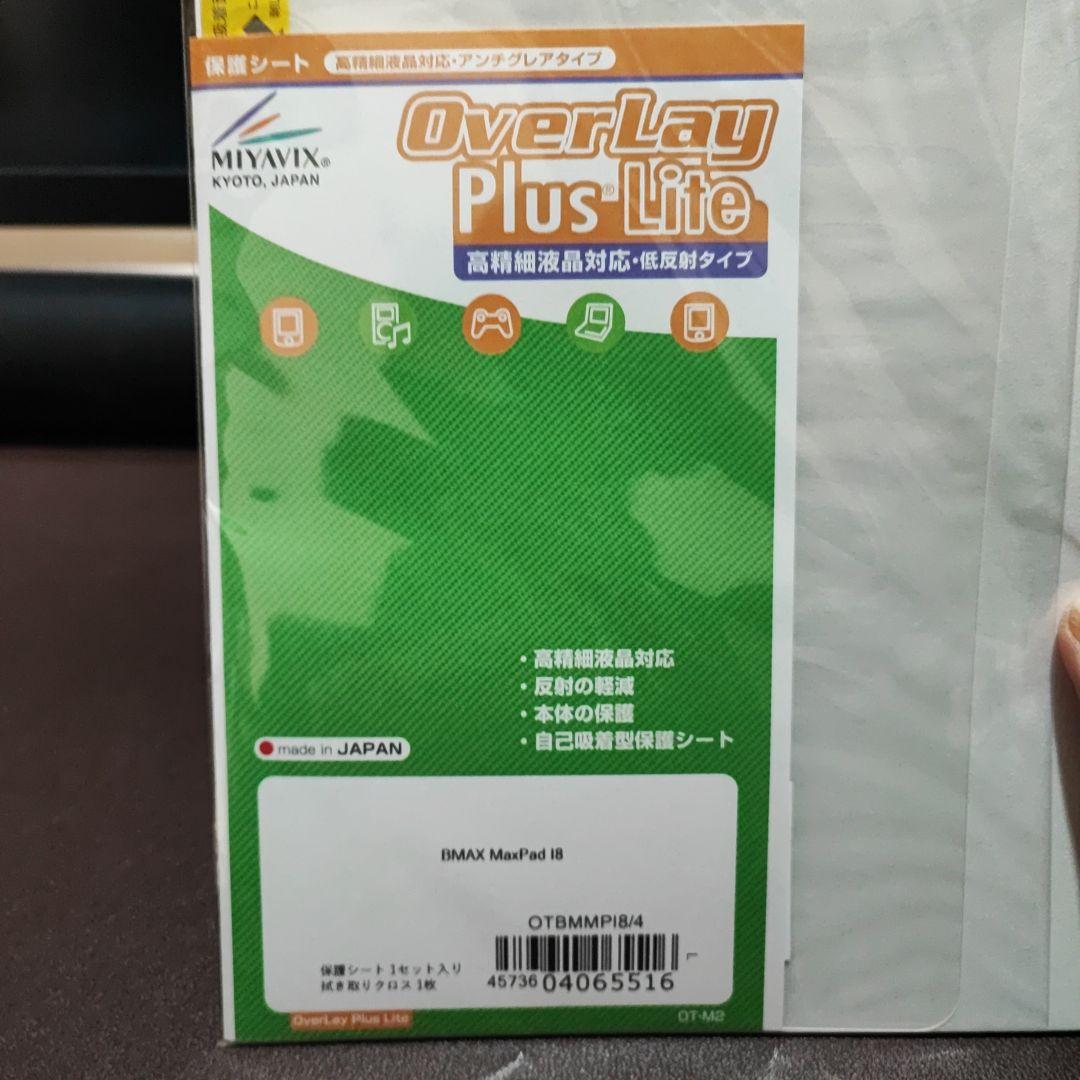 保護シート 高精細液晶対応・アンチグレアタイプ
MIYAVIX®
KYOTO, JAPAN
OverLay
Plus® Lite
高精細液晶対応・低反射タイプ
・高精細液晶対応
・反射の軽減
・本体の保護
・自己吸着型保護シート
made in JAPAN
BMAX MaxPad I8
OTBMMPI8/4
4573604065516
保護シート 1セット入り
拭き取りクロス 1枚
OverLay Plus Lite
OT-M2